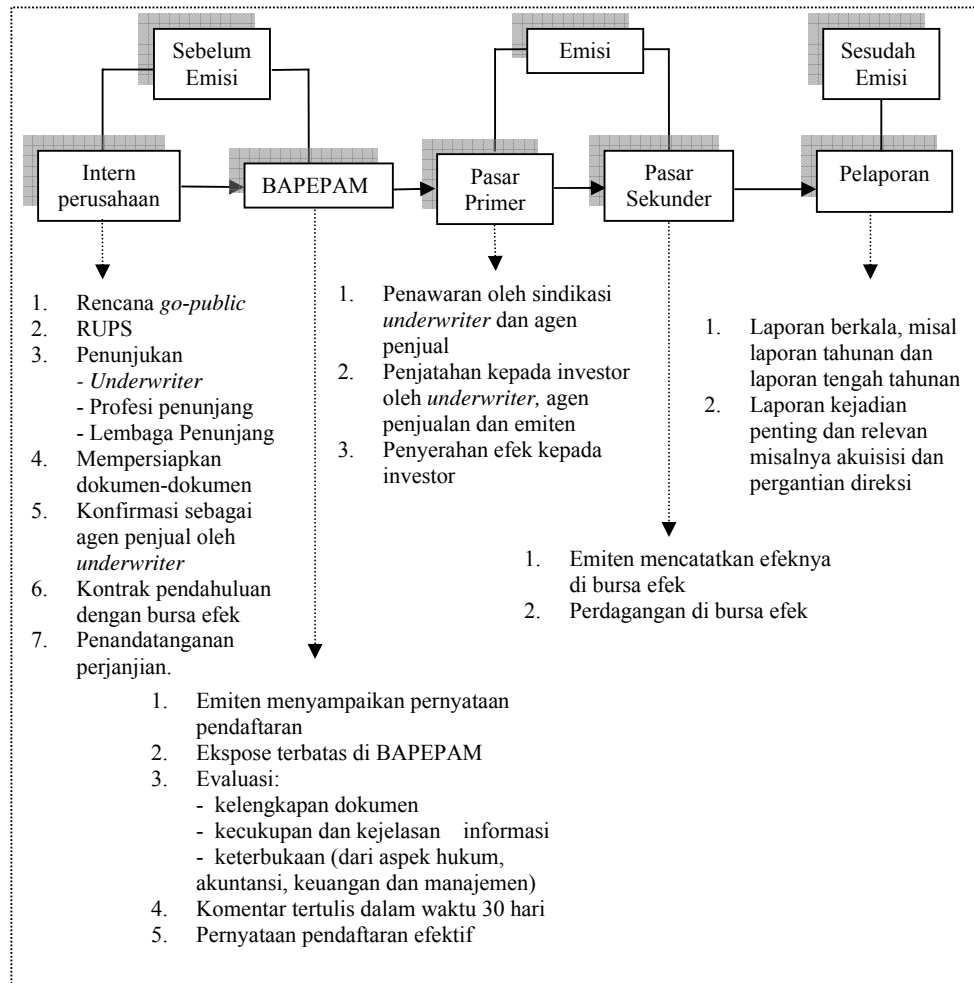 Sebelum
Emisi
Emisi
Sesudah
Emisi
Intern
perusahaan
BAPEPAM
Pasar
Primer
Pasar
Sekunder
Pelaporan
1. Rencana go-public
2. RUPS
3. Penunjukan
- Underwriter
- Profesi penunjang
- Lembaga Penunjang
4. Mempersiapkan
dokumen-dokumen
5. Konfirmasi sebagai
agen penjual oleh
underwriter
6. Kontrak pendahuluan
dengan bursa efek
7. Penandatanganan
perjanjian.
1. Emiten menyampaikan pernyataan
pendaftaran
2. Ekspose terbatas di BAPEPAM
3. Evaluasi:
- kelengkapan dokumen
- kecukupan dan kejelasan informasi
- keterbukaan (dari aspek hukum,
akuntansi, keuangan dan manajemen)
4. Komentar tertulis dalam waktu 30 hari
5. Pernyataan pendaftaran efektif
1. Penawaran oleh sindikasi
underwriter dan agen
penjual
2. Penjatahan kepada investor
oleh underwriter, agen
penjualan dan emiten
3. Penyerahan efek kepada
investor
1. Emiten mencatatkan efeknya
di bursa efek
2. Perdagangan di bursa efek
1. Laporan berkala, misal
laporan tahunan dan
laporan tengah tahunan
2. Laporan kejadian
penting dan relevan
misalnya akuisisi dan
pergantian direksi